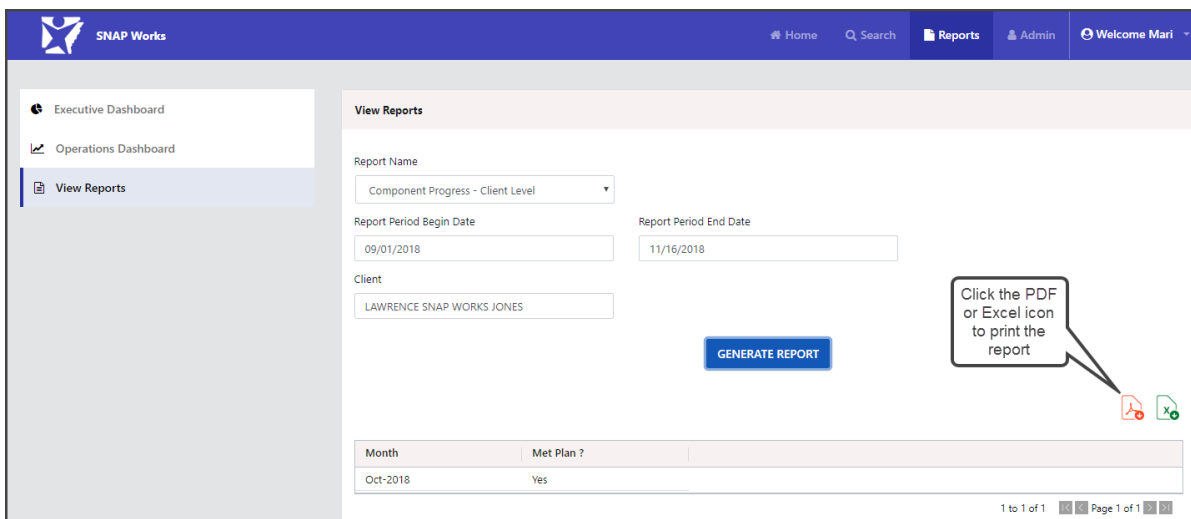 SNAP Works
Home
Search
Reports
Admin
Welcome Mari
Executive Dashboard
Operations Dashboard
View Reports
View Reports
Report Name
Component Progress - Client Level
Report Period Begin Date
Report Period End Date
09/01/2018
11/16/2018
Client
LAWRENCE SNAP WORKS JONES
Click the PDF
or Excel icon
to print the
report
GENERATE REPORT
Month
Met Plan ?
Oct-2018
Yes
1 to 1 of 1
Page 1 of 1